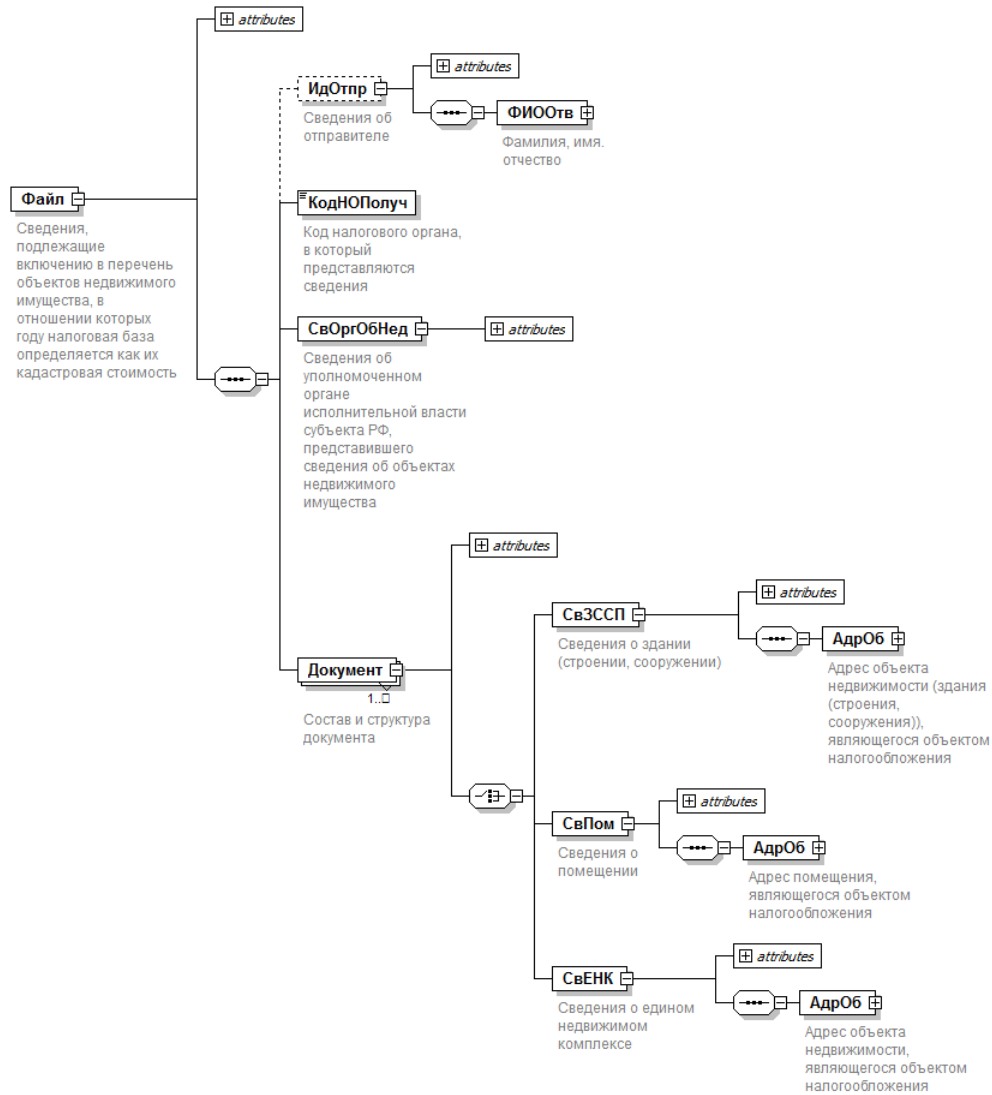 attributes
attributes
ИдОтпр
Сведения об
отправителе
ФИООтв
Фамилия, имя.
отчество
Файл
Сведения,
подлежащие
включению в перечень
объектов недвижимого
имущества, в
отношении которых
году налоговая база
определяется как их
кадастровая стоимость
КодНОПолуч
Код налогового органа,
в который
представляются
сведения
СвОргОбНед
attributes
Сведения об
уполномоченном
органе
исполнительной власти
субъекта РФ,
представившего
сведения об объектах
недвижимого
имущества
attributes
Документ
1..□
Состав и структура
документа
СвЗССП
Сведения о здании
(строении, сооружении)
attributes
АдрОб
Адрес объекта
недвижимости (здания
(строения,
сооружения)),
являющегося объектом
налогообложения
СвПом
Сведения о
помещении
attributes
АдрОб
Адрес помещения,
являющегося объектом
налогообложения
СвЕНК
Сведения о едином
недвижимом
комплексе
attributes
АдрОб
Адрес объекта
недвижимости,
являющегося объектом
налогообложения